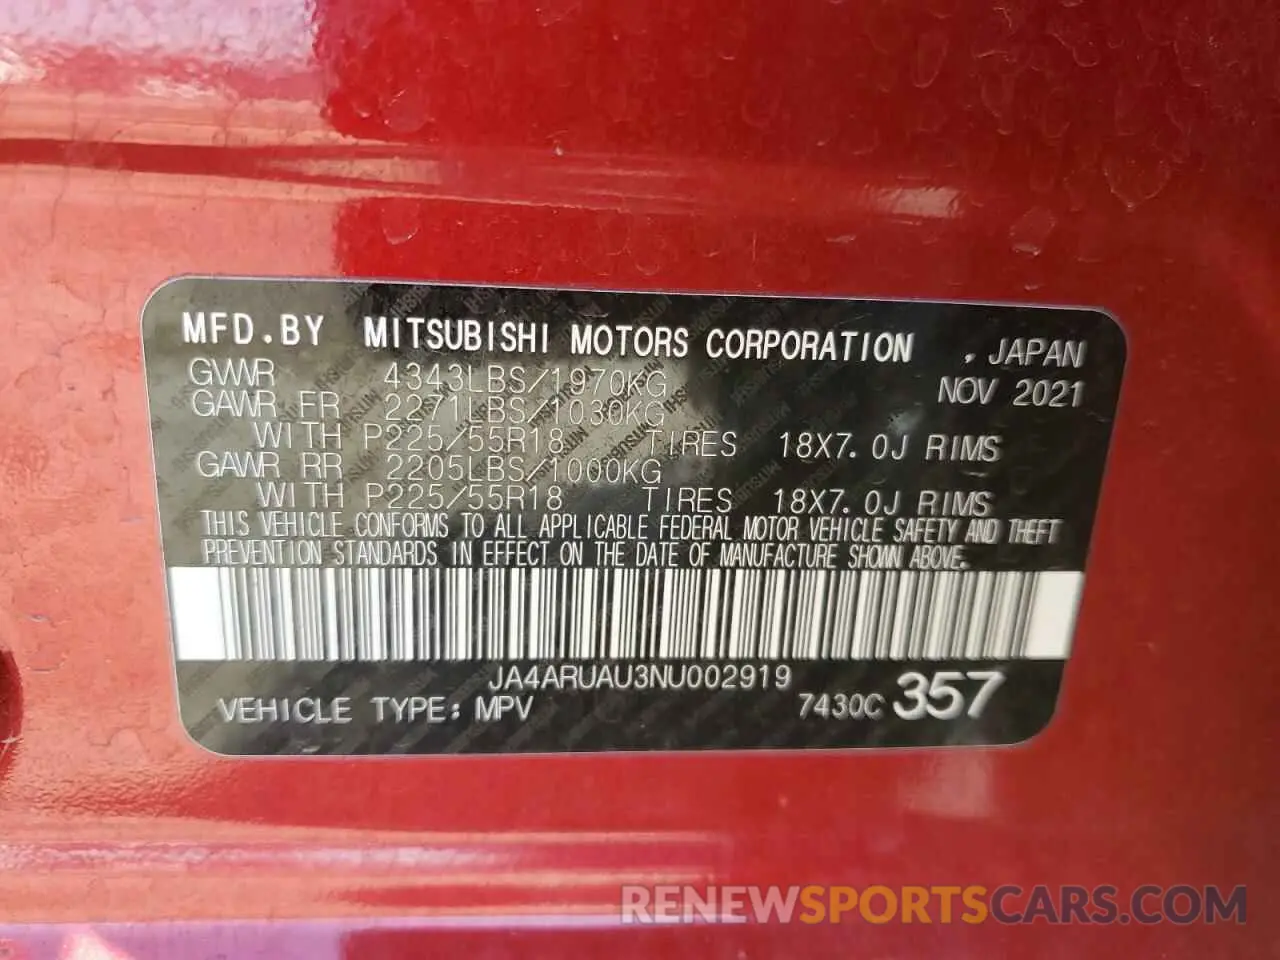 MFD.BY MITSUBISHI MOTORS CORPORATION , JAPAN
GVWR 4343LBS/1970KG NOV 2021
GAWR FR 2271LBS/1030KG
WITH P225/55R18 TIRES 18X7.0J RIMS
GAWR RR 2205LBS/1000KG
WITH P225/55R18 TIRES 18X7.0J RIMS
THIS VEHICLE CONFORMS TO ALL APPLICABLE FEDERAL MOTOR VEHICLE SAFETY AND THEFT
PREVENTION STANDARDS IN EFFECT ON THE DATE OF MANUFACTURE SHOWN ABOVE.
JA4ARUAU3NU002919
VEHICLE TYPE: MPV 7430C 357
RENEWSPORTSCARS.COM